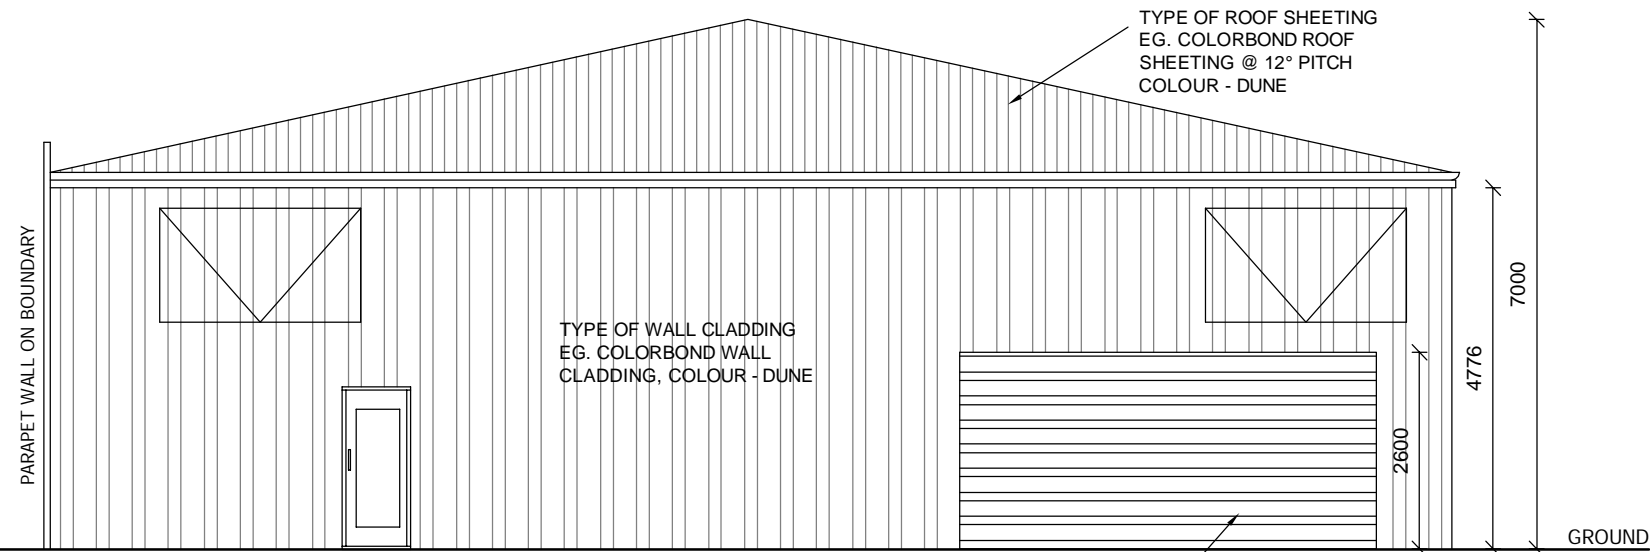 TYPE OF ROOF SHEETING
EG. COLORBOND ROOF
SHEETING @ 12° PITCH
COLOUR - DUNE
PARAPET WALL ON BOUNDARY
TYPE OF WALL CLADDING
EG. COLORBOND WALL
CLADDING, COLOUR - DUNE
2600
4776
7000
GROUND